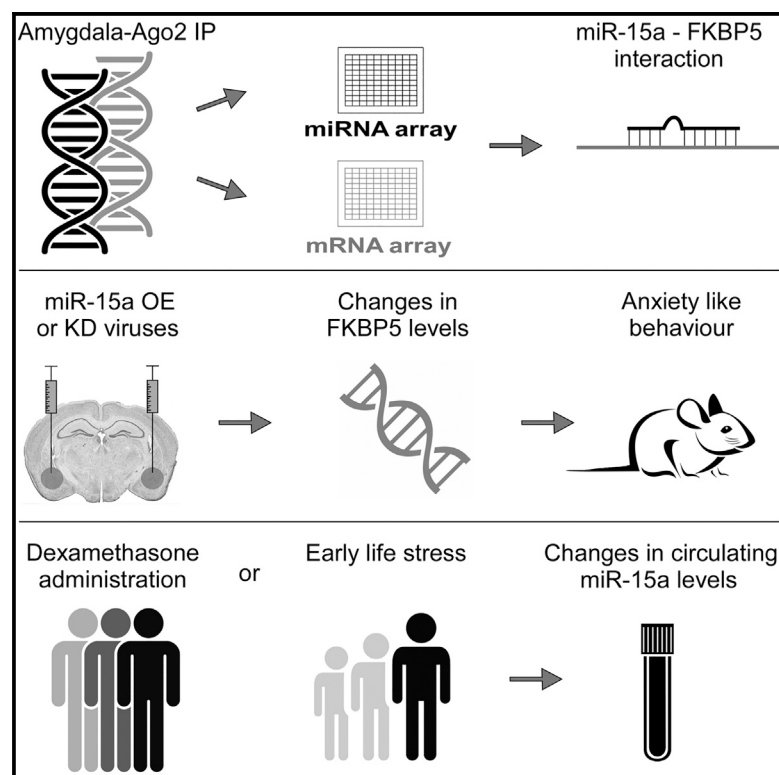 Amygdala-Ago2 IP
miRNA array
mRNA array
miR-15a - FKBP5
interaction
miR-15a OE
or KD viruses
Changes in
FKBP5 levels
Anxiety like
behaviour
Dexamethasone
administration
or
Early life stress
Changes in circulating
miR-15a levels